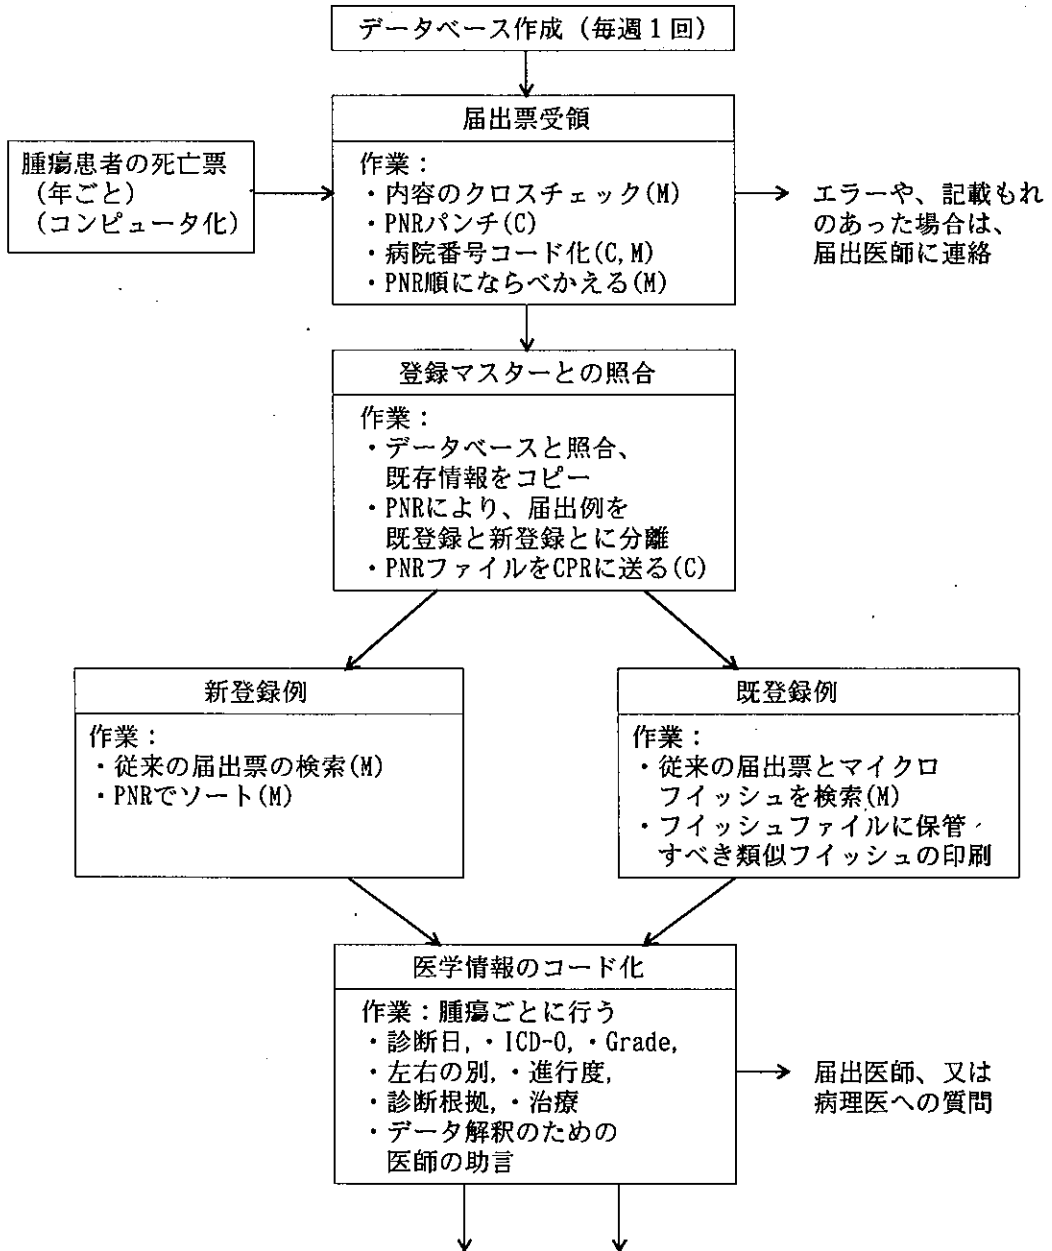 データベース作成 (毎週１回)
届出票受領
作業：
・内容のクロスチェック(M)
・PNRパンチ(C)
・病院番号コード化(C,M)
・PNR順にならべかえる(M)
腫瘍患者の死亡票
(年ごと)
(コンピュータ化)
エラーや、記載もれ
のあった場合は、
届出医師に連絡
登録マスターとの照合
作業：
・データベースと照合、
既存情報をコピー
・PNRにより、届出例を
既登録と新登録とに分離
・PNRファイルをCPRに送る(C)
新登録例
作業：
・従来の届出票の検索(M)
・PNRでソート(M)
既登録例
作業：
・従来の届出票とマイクロ
フイッシュを検索(M)
・フイッシュファイルに保管
すべき類似フイッシュの印刷
医学情報のコード化
作業：腫瘍ごとに行う
・診断日,・ICD-O,・Grade,
・左右の別,・進行度,
・診断根拠,・治療
・データ解釈のための
医師の助言
届出医師、又は
病理医への質問